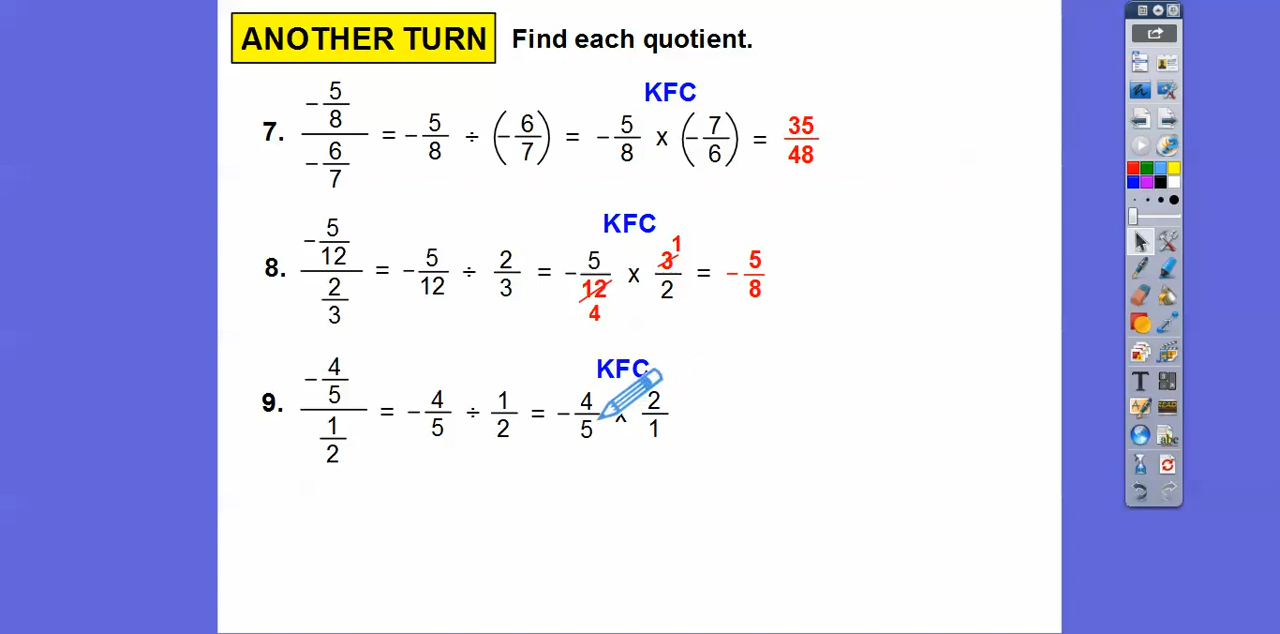 ANOTHER TURN Find each quotient.
KFC
7. (-5/8)/(-6/7) = -5/8 ÷ (-6/7) = -5/8 x (-7/6) = 35/48
KFC
8. (-5/12)/(2/3) = -5/12 ÷ 2/3 = -5/12 4 x 3 1/2 = -5/8
KFC
9. (-4/5)/(1/2) = -4/5 ÷ 1/2 = -4/5 x 2/1